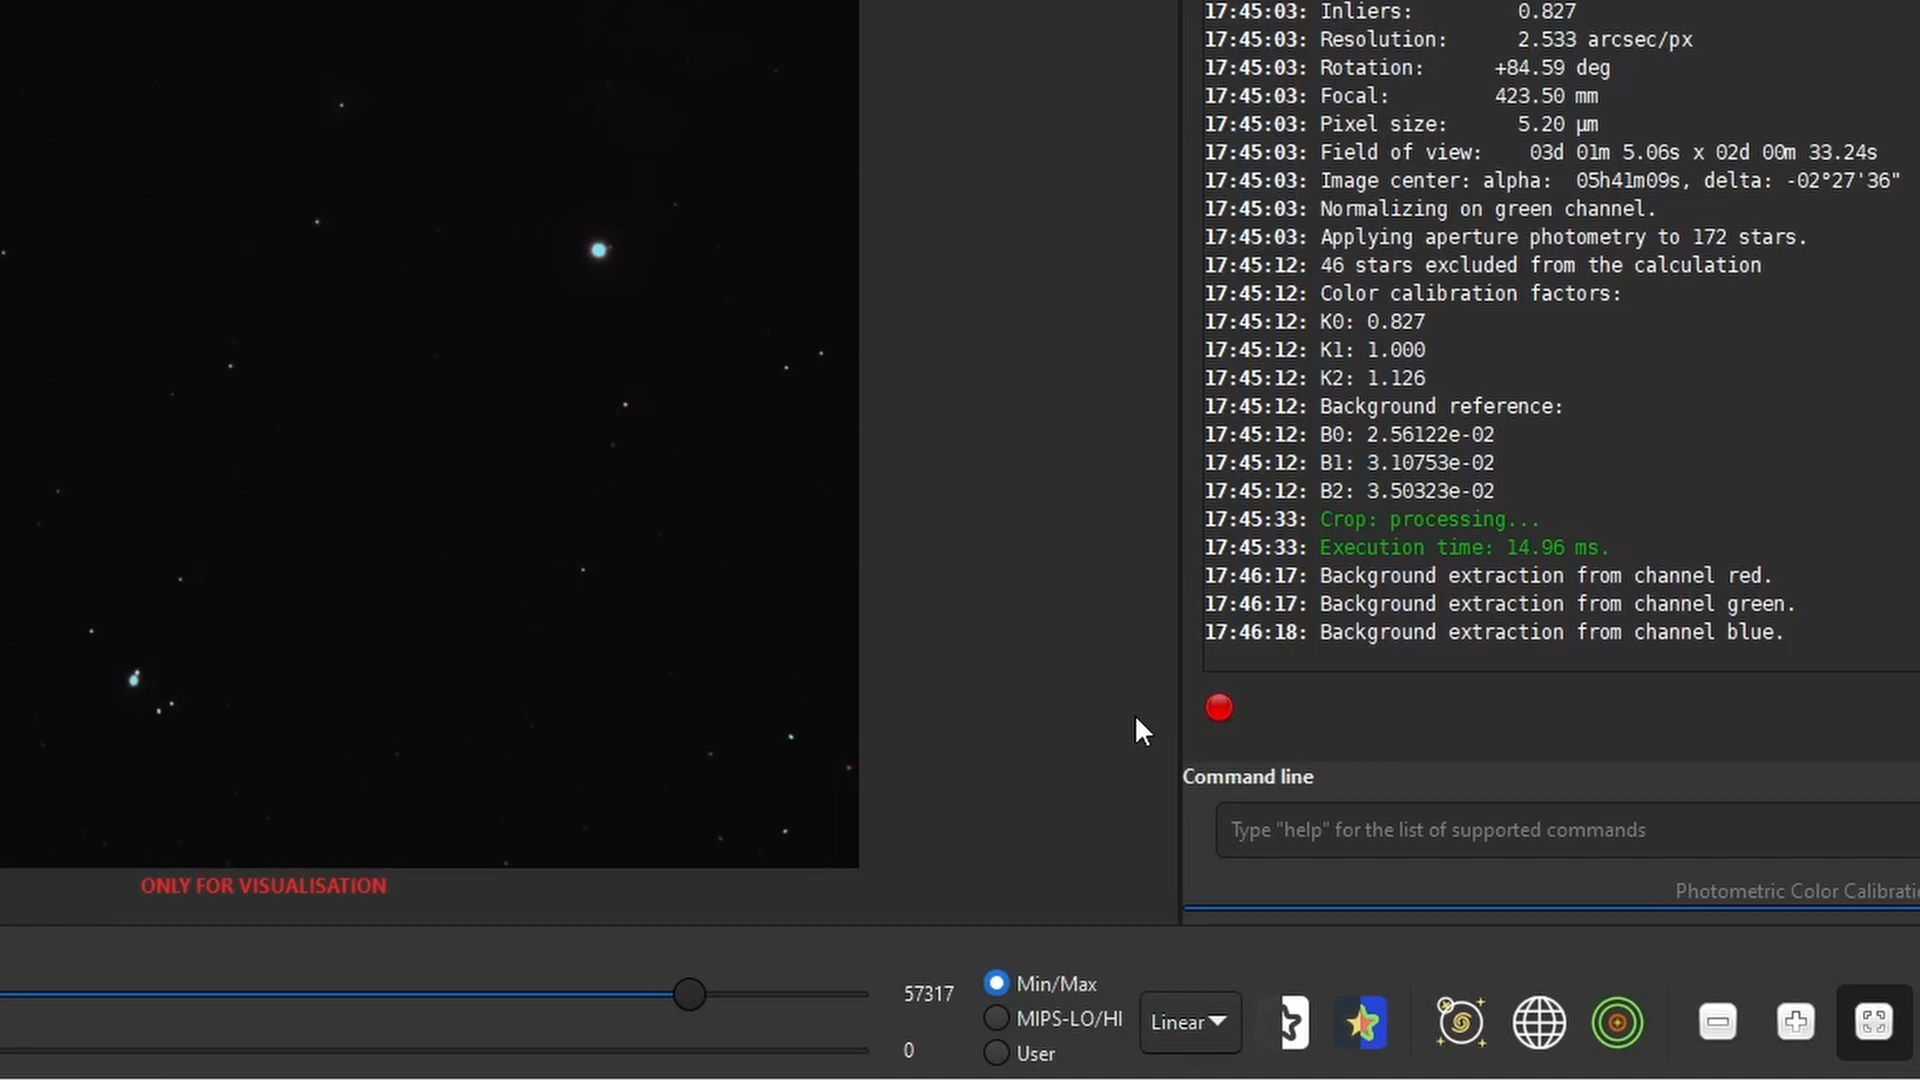 17:45:03: Inliers: 0.827
17:45:03: Resolution: 2.533 arcsec/px
17:45:03: Rotation: +84.59 deg
17:45:03: Focal: 423.50 mm
17:45:03: Pixel size: 5.20 µm
17:45:03: Field of view: 03d 01m 5.06s x 02d 00m 33.24s
17:45:03: Image center: alpha: 05h41m09s, delta: -02°27'36"
17:45:03: Normalizing on green channel.
17:45:03: Applying aperture photometry to 172 stars.
17:45:12: 46 stars excluded from the calculation
17:45:12: Color calibration factors:
17:45:12: K0: 0.827
17:45:12: K1: 1.000
17:45:12: K2: 1.126
17:45:12: Background reference:
17:45:12: B0: 2.56122e-02
17:45:12: B1: 3.10753e-02
17:45:12: B2: 3.50323e-02
17:45:33: Crop: processing...
17:45:33: Execution time: 14.96 ms.
17:46:17: Background extraction from channel red.
17:46:17: Background extraction from channel green.
17:46:18: Background extraction from channel blue.
Command line
Type "help" for the list of supported commands
Photometric Color Calibrati
ONLY FOR VISUALISATION
57317
0
Min/Max
MIPS-LO/HI
User
Linear